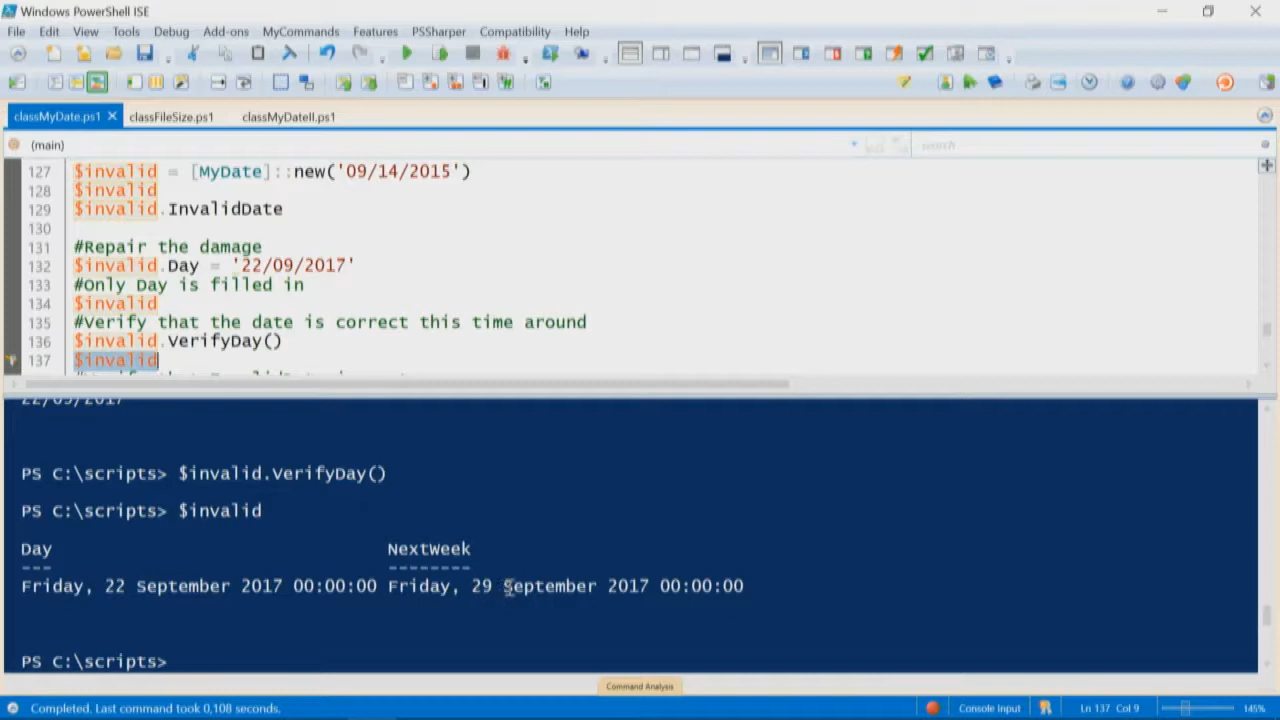 Windows PowerShell ISE
File Edit View Tools Debug Add-ons MyCommands Features PSSharper Compatibility Help
classMyDate.ps1 classFileSize.ps1 classMyDateII.ps1
(main) search
127 $invalid = [MyDate]::new('09/14/2015')
128 $invalid
129 $invalid.InvalidDate
130
131 #Repair the damage
132 $invalid.Day = '22/09/2017'
133 #Only Day is filled in
134 $invalid
135 #Verify that the date is correct this time around
136 $invalid.VerifyDay()
137 $invalid
22/09/2017
PS C:\scripts> $invalid.VerifyDay()
PS C:\scripts> $invalid
Day NextWeek
--- --------
Friday, 22 September 2017 00:00:00 Friday, 29 September 2017 00:00:00
PS C:\scripts>
Command Analysis
Completed. Last command took 0,108 seconds. Console Input Ln 137 Col 9 145%